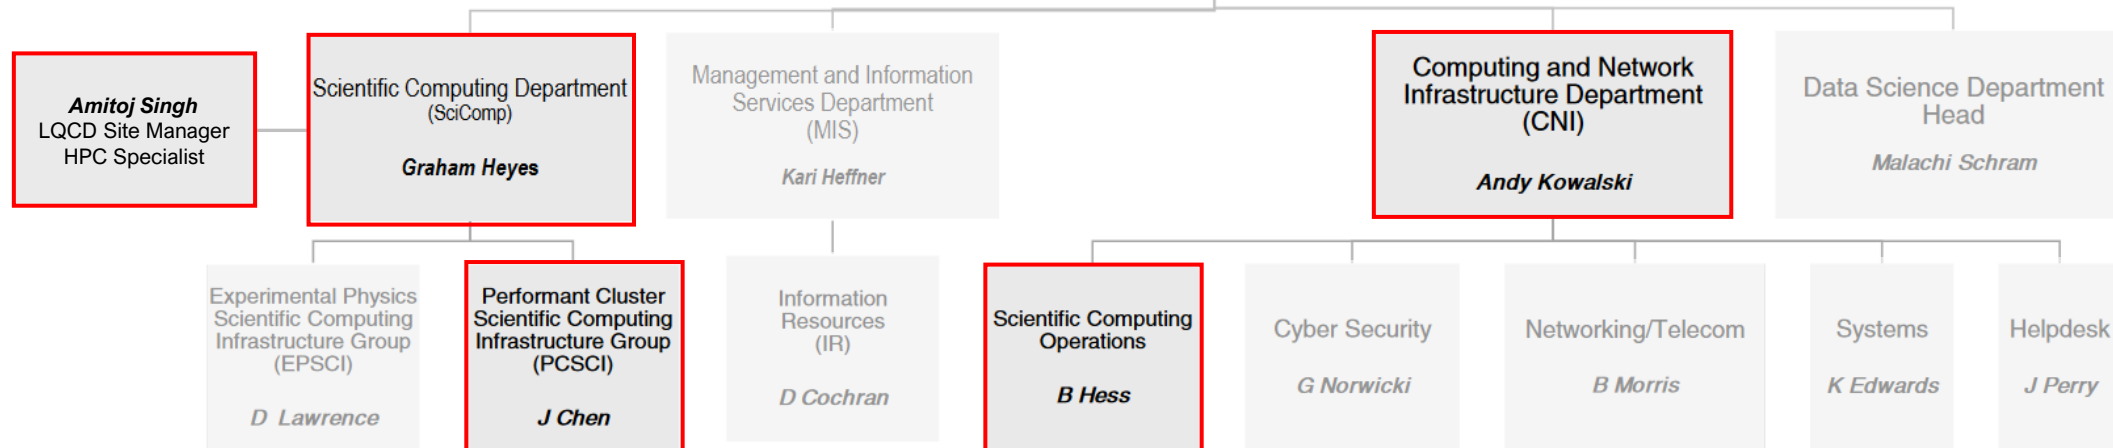 Amitoj Singh
LQCD Site Manager
HPC Specialist
Scientific Computing Department
(SciComp)
Graham Heyes
Management and Information
Services Department
(MIS)
Kari Heffner
Computing and Network
Infrastructure Department
(CNI)
Andy Kowalski
Data Science Department
Head
Malachi Schram
Experimental Physics
Scientific Computing
Infrastructure Group
(EPSCI)
D Lawrence
Performant Cluster
Scientific Computing
Infrastructure Group
(PCSCI)
J Chen
Information
Resources
(IR)
D Cochran
Scientific Computing
Operations
B Hess
Cyber Security
G Norwicki
Networking/Telecom
B Morris
Systems
K Edwards
Helpdesk
J Perry